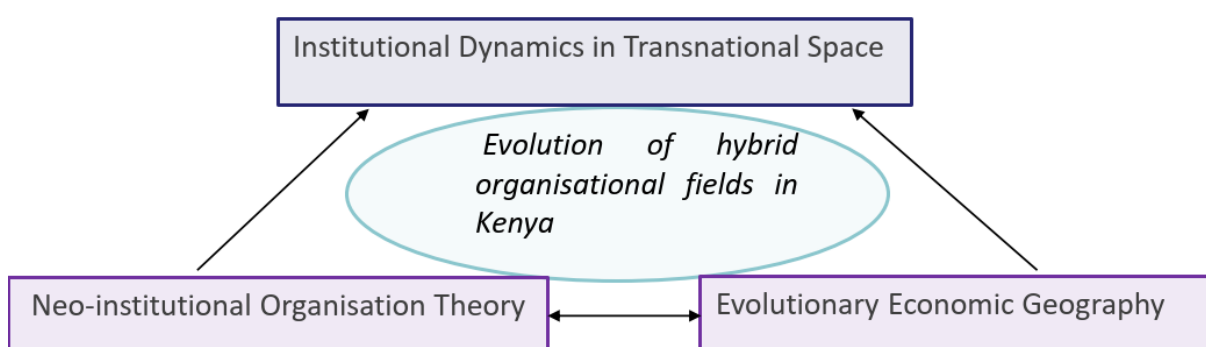 Institutional Dynamics in Transnational Space
Evolution of hybrid
organisational fields in
Kenya
Neo-institutional Organisation Theory
Evolutionary Economic Geography